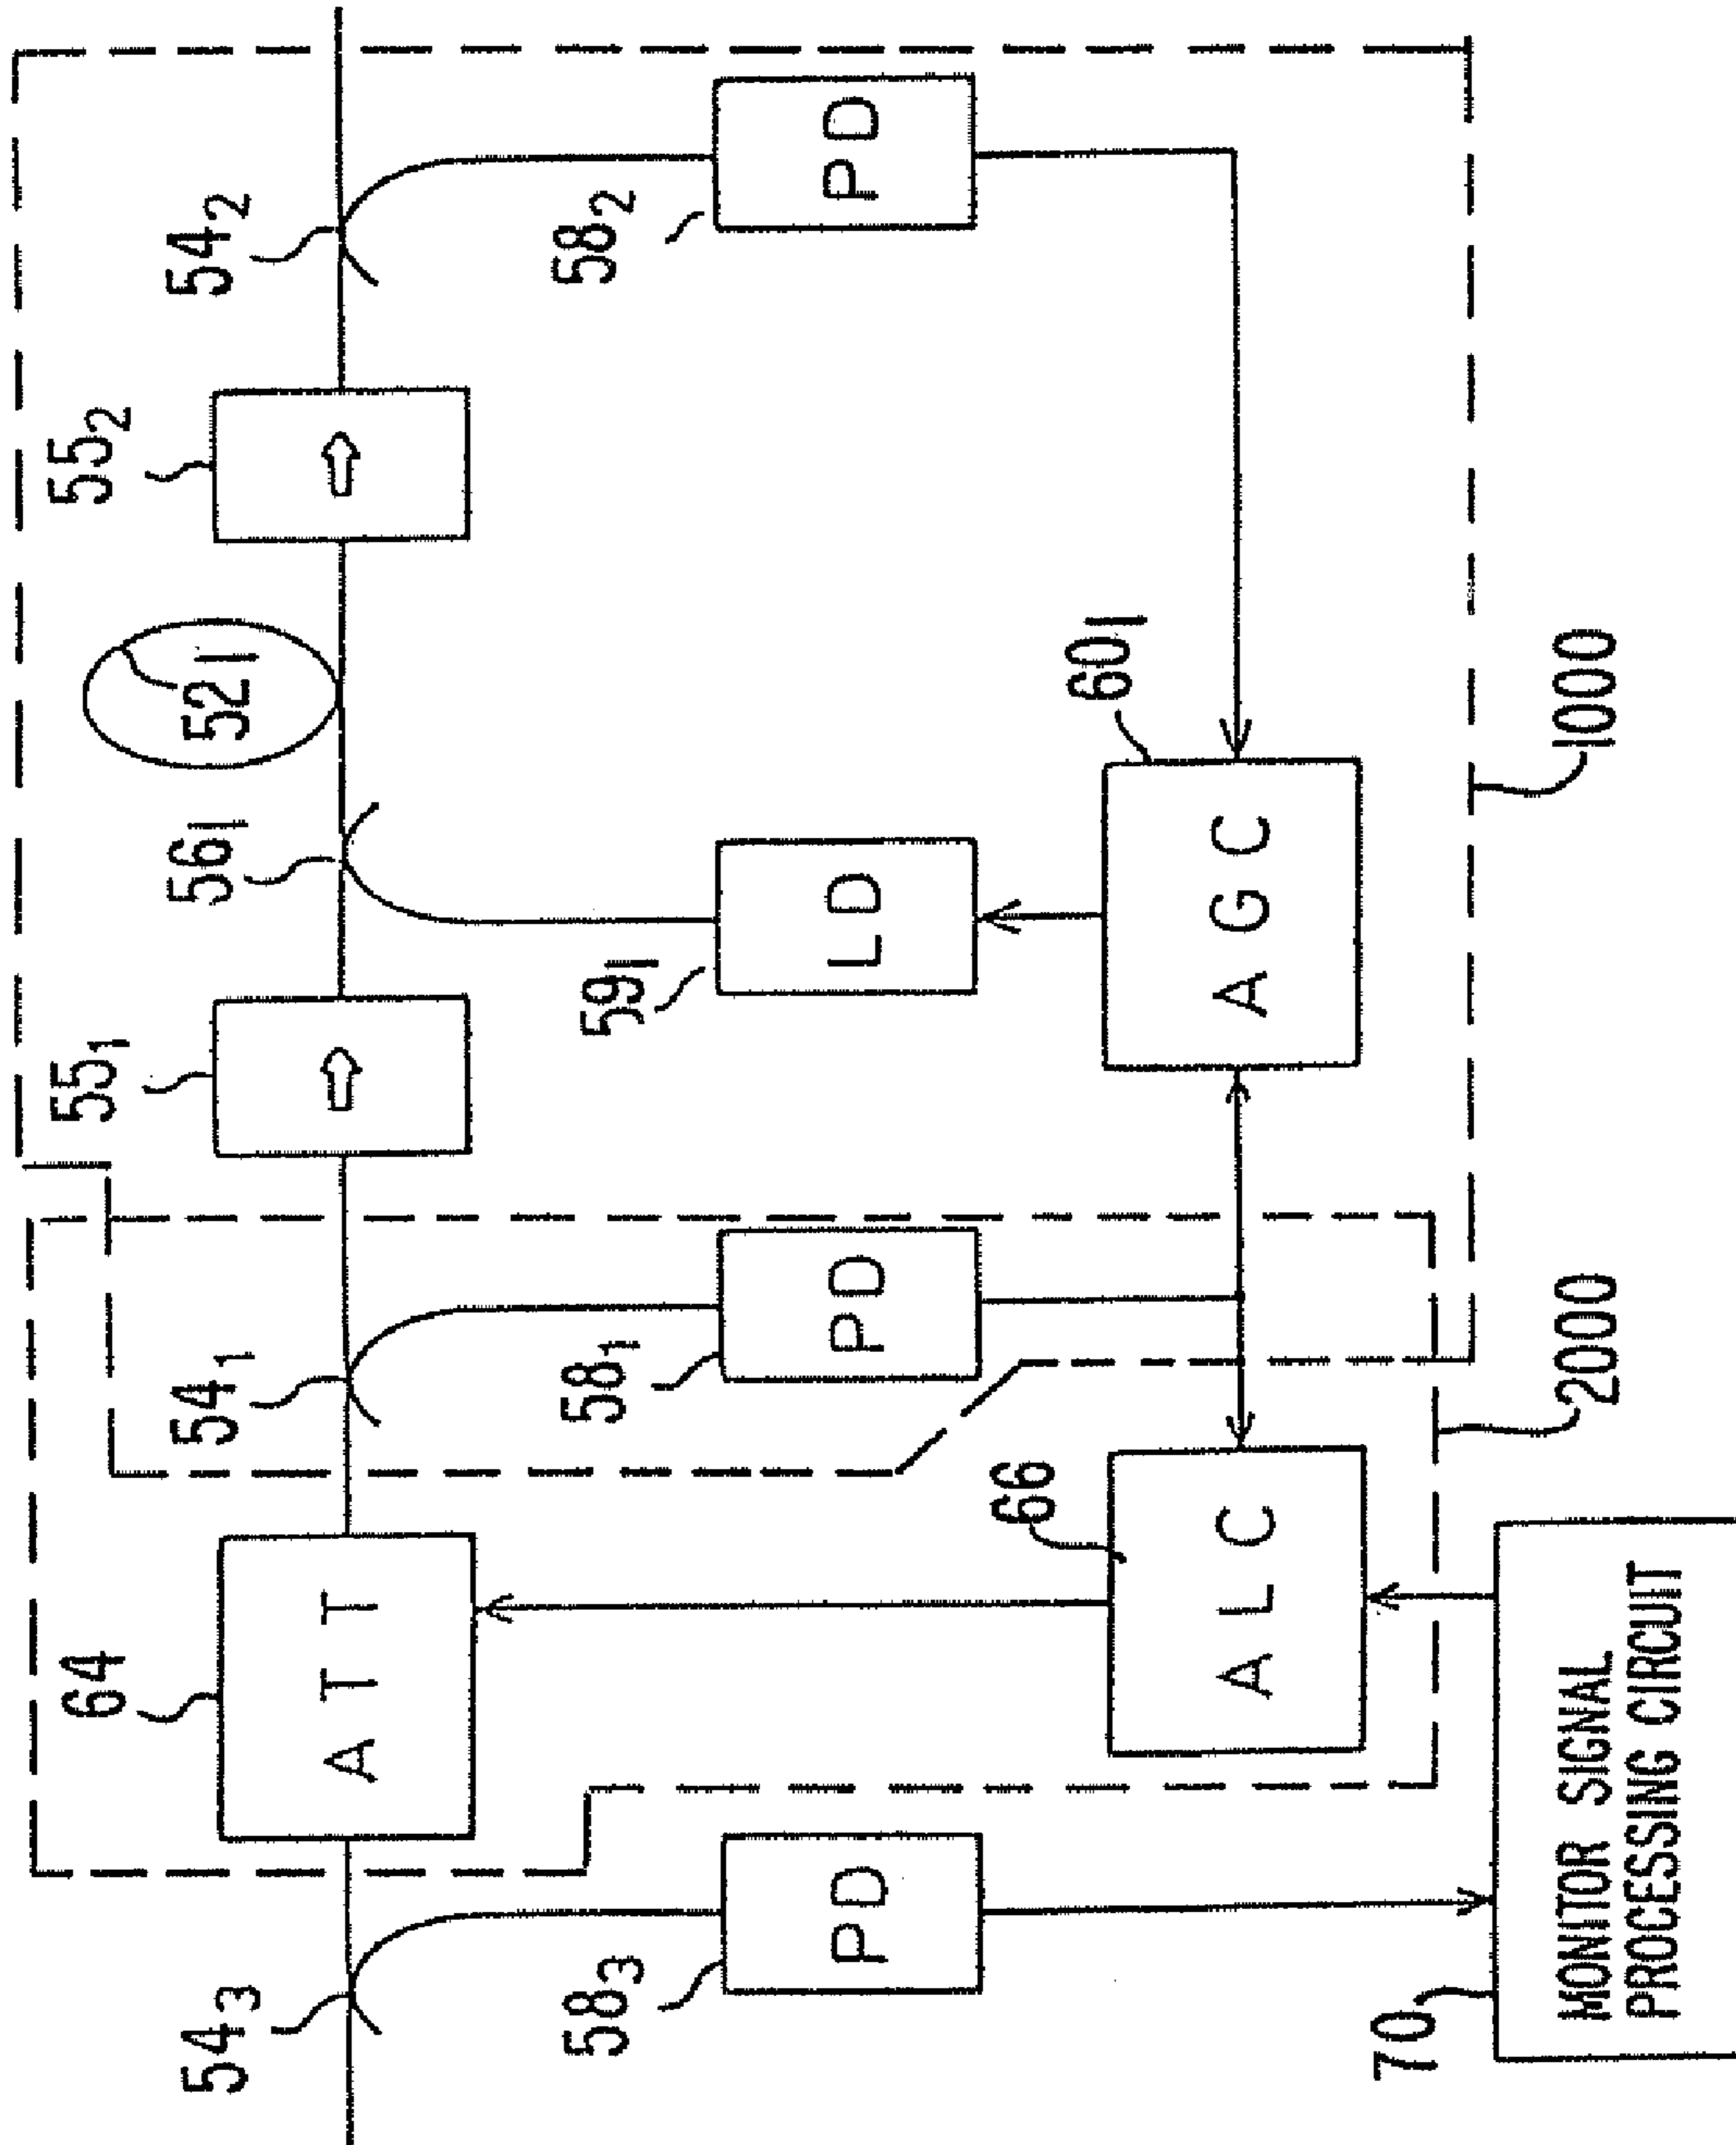 64
55₁
55₂
54₃
54₁
56₁
52₁
54₂
ATT
PD
PD
LD
PD
58₃
58₁
59₁
58₂
66
60₁
ALC
AGC
70
MONITOR SIGNAL
PROCESSING CIRCUIT
2000
1000